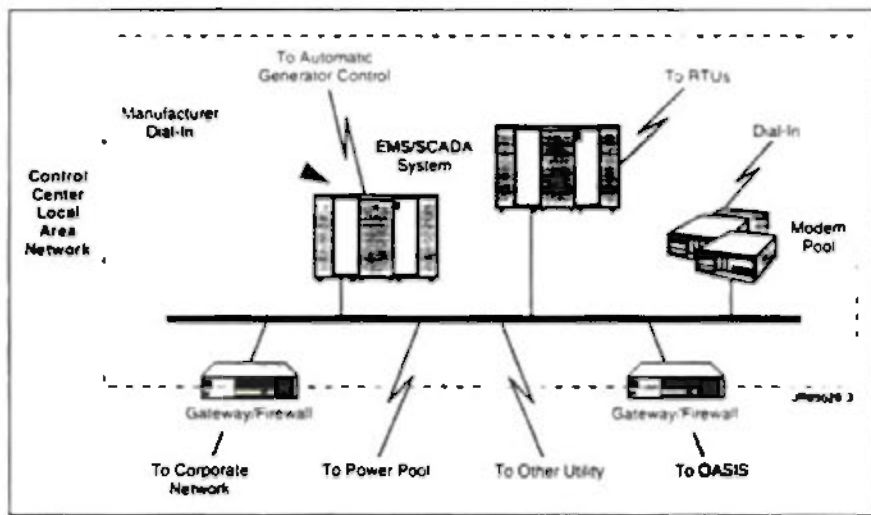 To Automatic
Generator Control
To RTUs
Manufacturer
Dial-In
EMS/SCADA
System
Dial-In
Control
Center
Local
Area
Network
Modem
Pool
Gateway/Firewall
Gateway/Firewall
To Corporate
Network
To Power Pool
To Other Utility
To OASIS